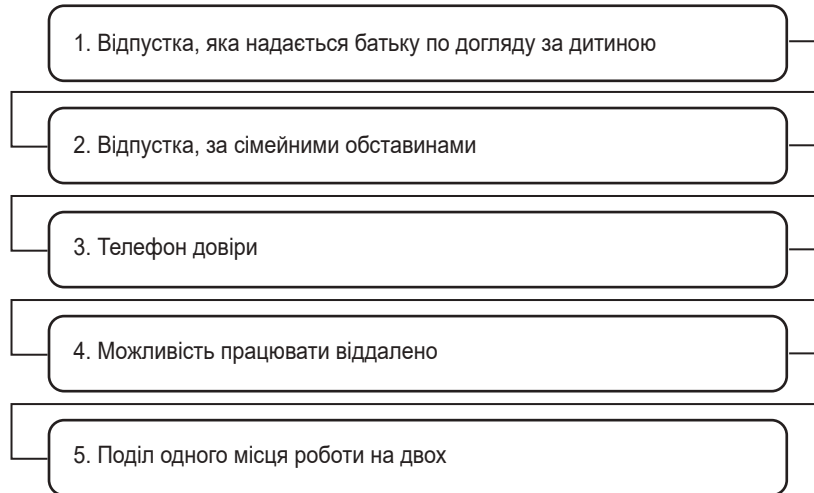 1. Відпустка, яка надається батьку по догляду за дитиною
2. Відпустка, за сімейними обставинами
3. Телефон довіри
4. Можливість працювати віддалено
5. Поділ одного місця роботи на двох